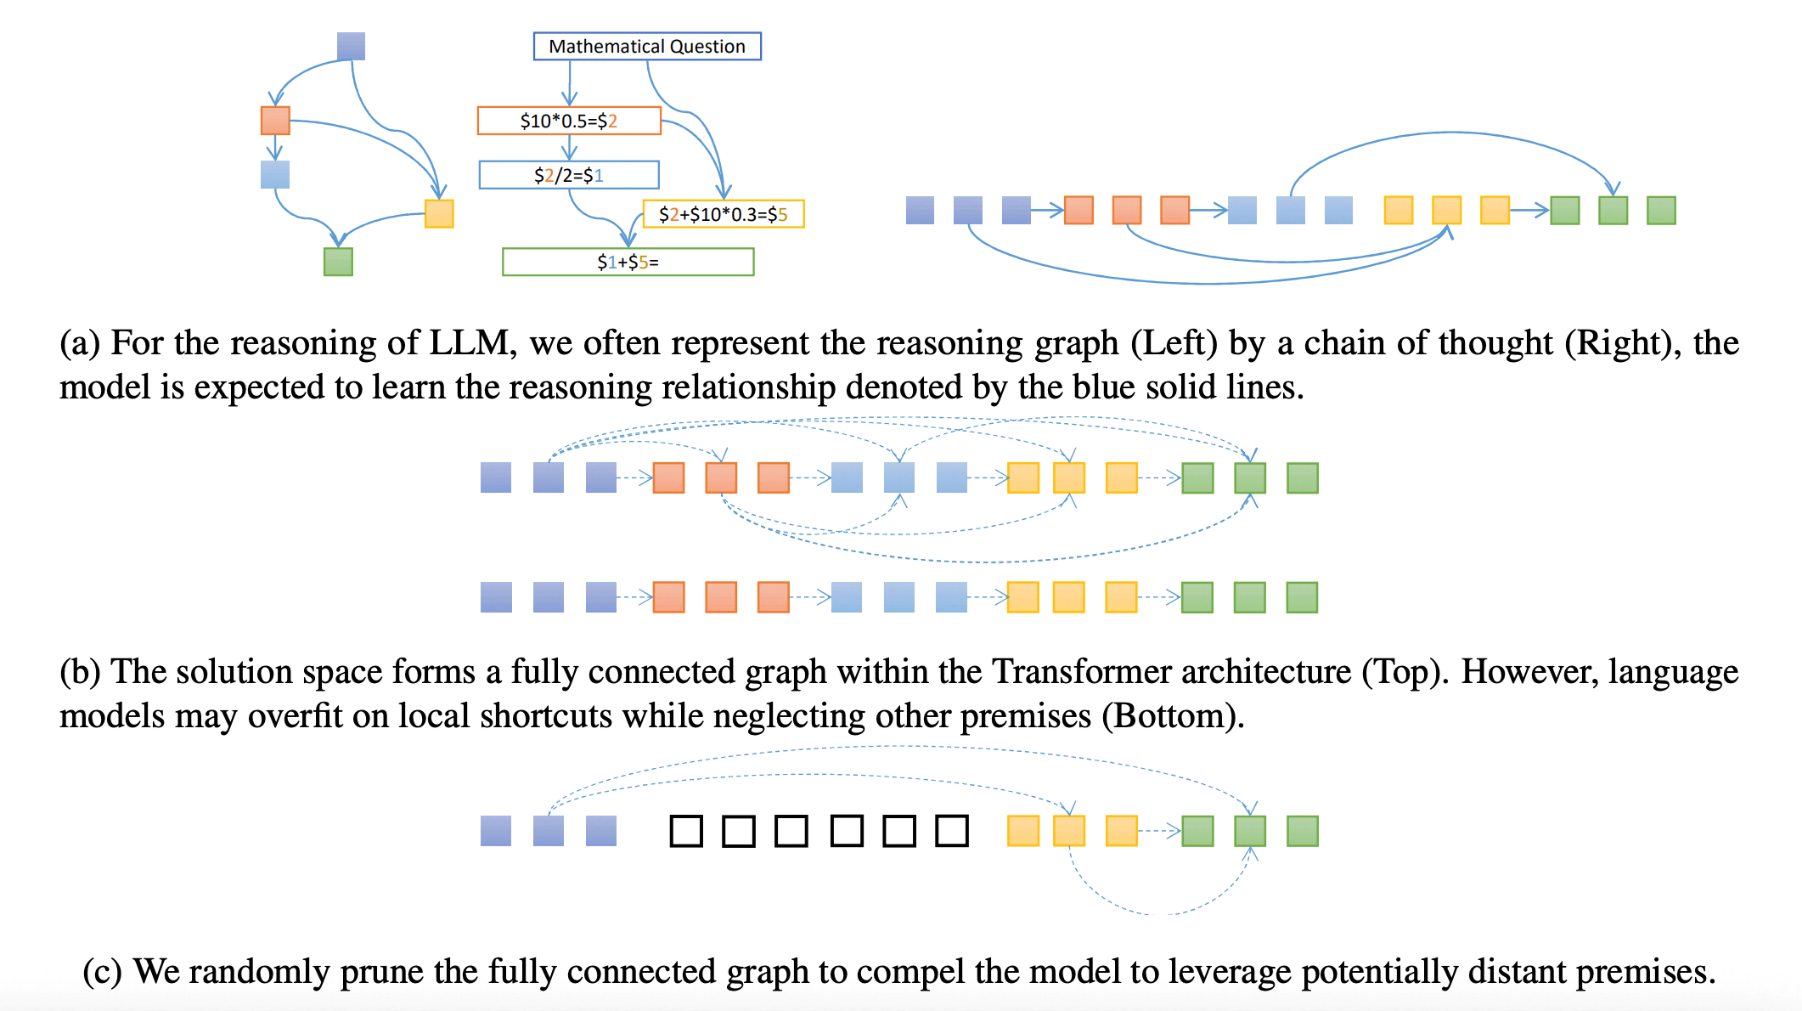 Mathematical Question
$10*0.5=$2
$2/2=$1
$2+$10*0.3=$5
$1+$5=
(a) For the reasoning of LLM, we often represent the reasoning graph (Left) by a chain of thought (Right), the
model is expected to learn the reasoning relationship denoted by the blue solid lines.
(b) The solution space forms a fully connected graph within the Transformer architecture (Top). However, language
models may overfit on local shortcuts while neglecting other premises (Bottom).
(c) We randomly prune the fully connected graph to compel the model to leverage potentially distant premises.